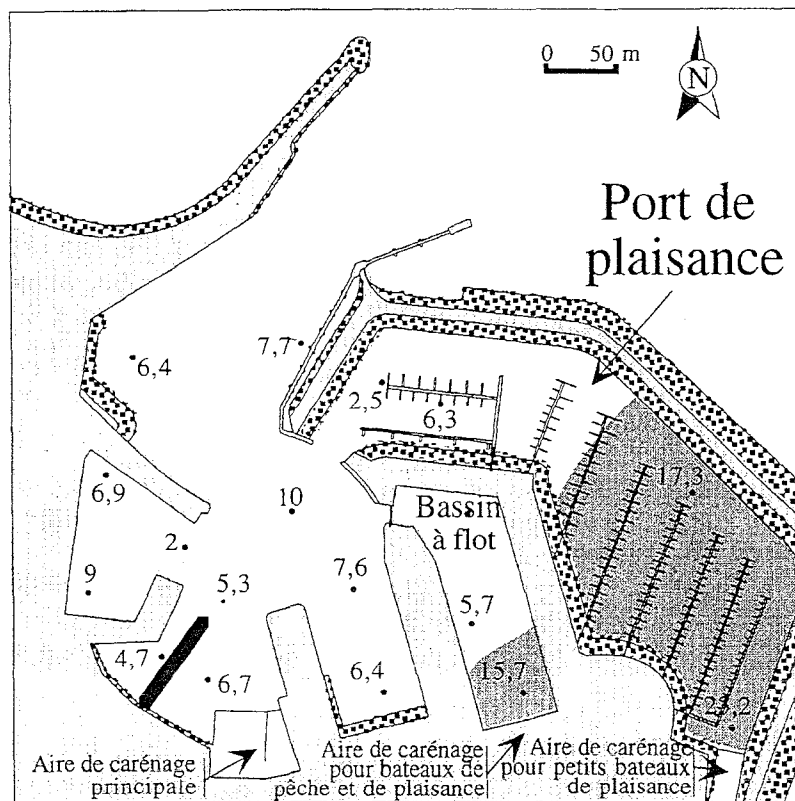 0 50 m
N
Port de
plaisance
6,4
7,7
2,5
6,3
17,3
6,9
10
Bassin
à flot
2
9
5,3
7,6
5,7
4,7
6,7
6,4
15,7
Aire de carénage
principale
Aire de carénage
pour bateaux de
pêche et de plaisance
Aire de carénage
pour petits bateaux
de plaisance